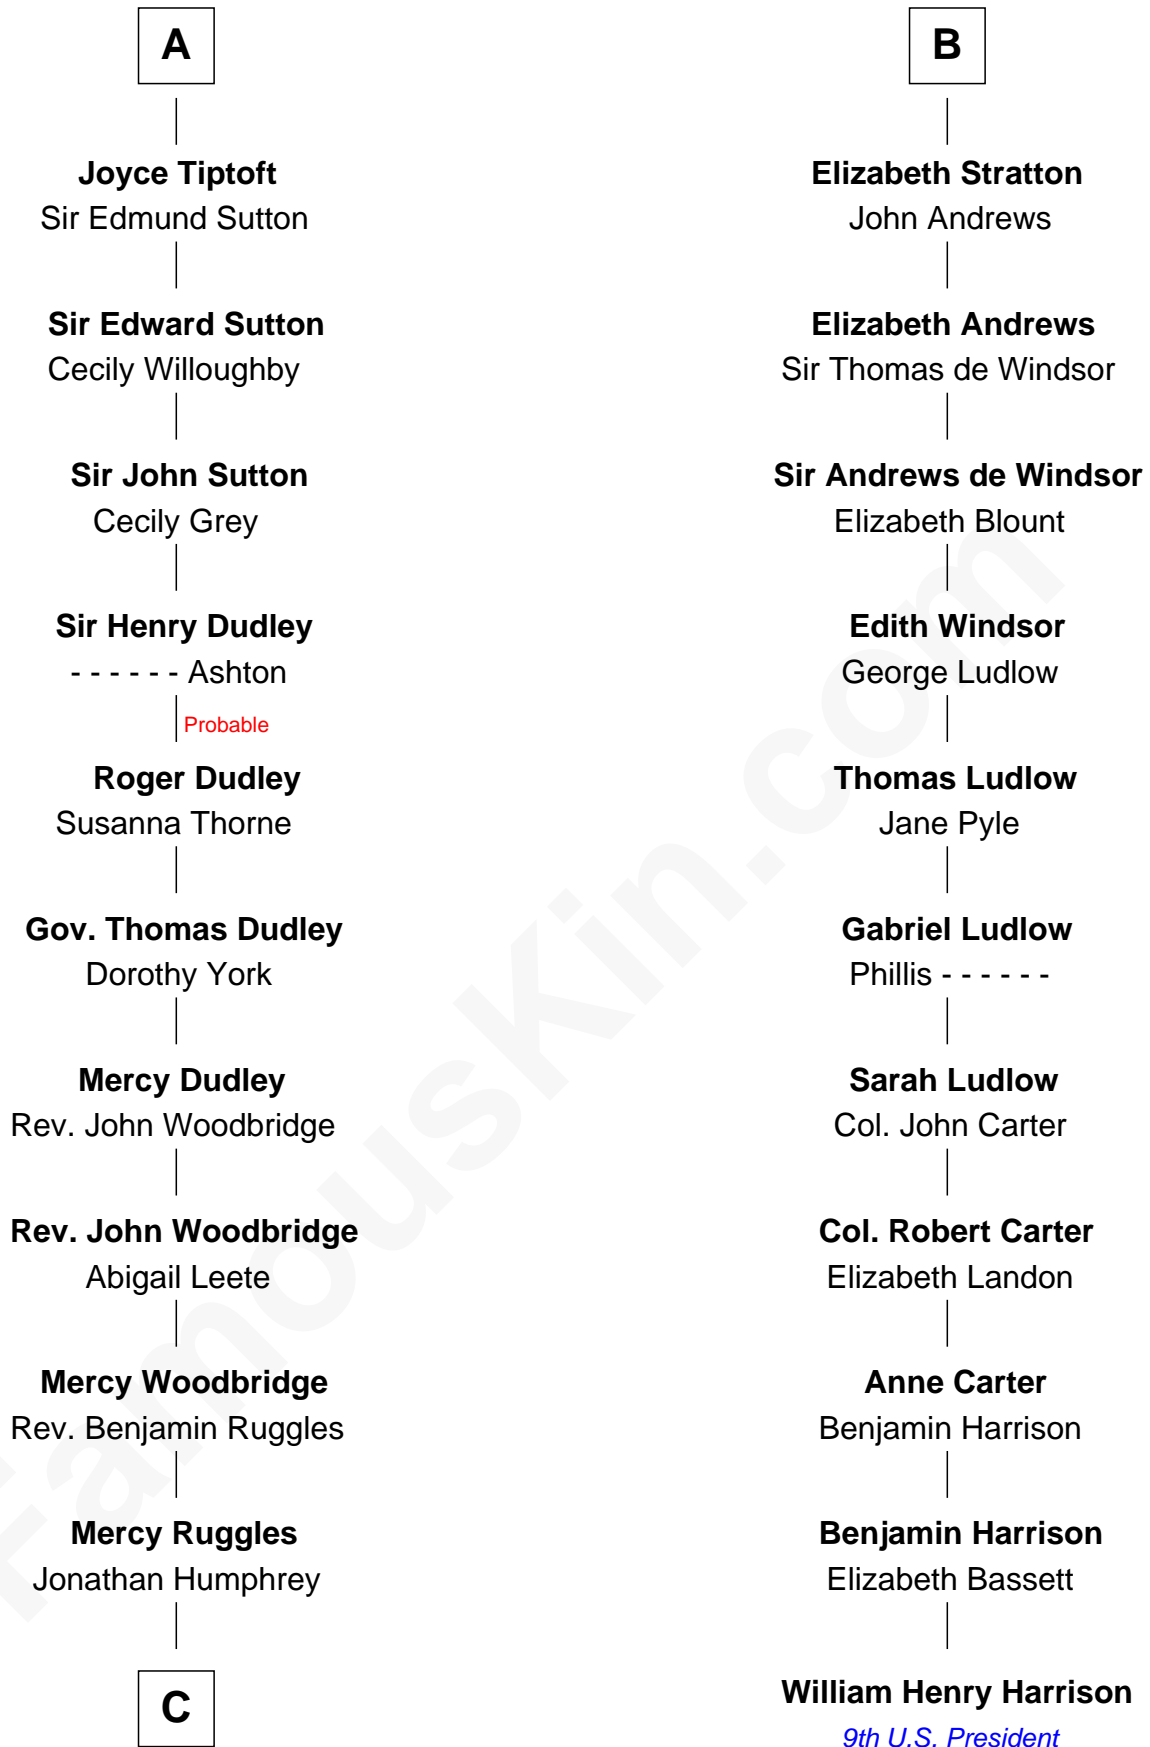 A
Joyce Tiptoft
Sir Edmund Sutton
Sir Edward Sutton
Cecily Willoughby
Sir John Sutton
Cecily Grey
Sir Henry Dudley
- - - - - - Ashton
Probable
Roger Dudley
Susanna Thorne
Gov. Thomas Dudley
Dorothy York
Mercy Dudley
Rev. John Woodbridge
Rev. John Woodbridge
Abigail Leete
Mercy Woodbridge
Rev. Benjamin Ruggles
Mercy Ruggles
Jonathan Humphrey
C
B
Elizabeth Stratton
John Andrews
Elizabeth Andrews
Sir Thomas de Windsor
Sir Andrews de Windsor
Elizabeth Blount
Edith Windsor
George Ludlow
Thomas Ludlow
Jane Pyle
Gabriel Ludlow
Phillis - - - - - -
Sarah Ludlow
Col. John Carter
Col. Robert Carter
Elizabeth Landon
Anne Carter
Benjamin Harrison
Benjamin Harrison
Elizabeth Bassett
William Henry Harrison
9th U.S. President
FamousKin.com